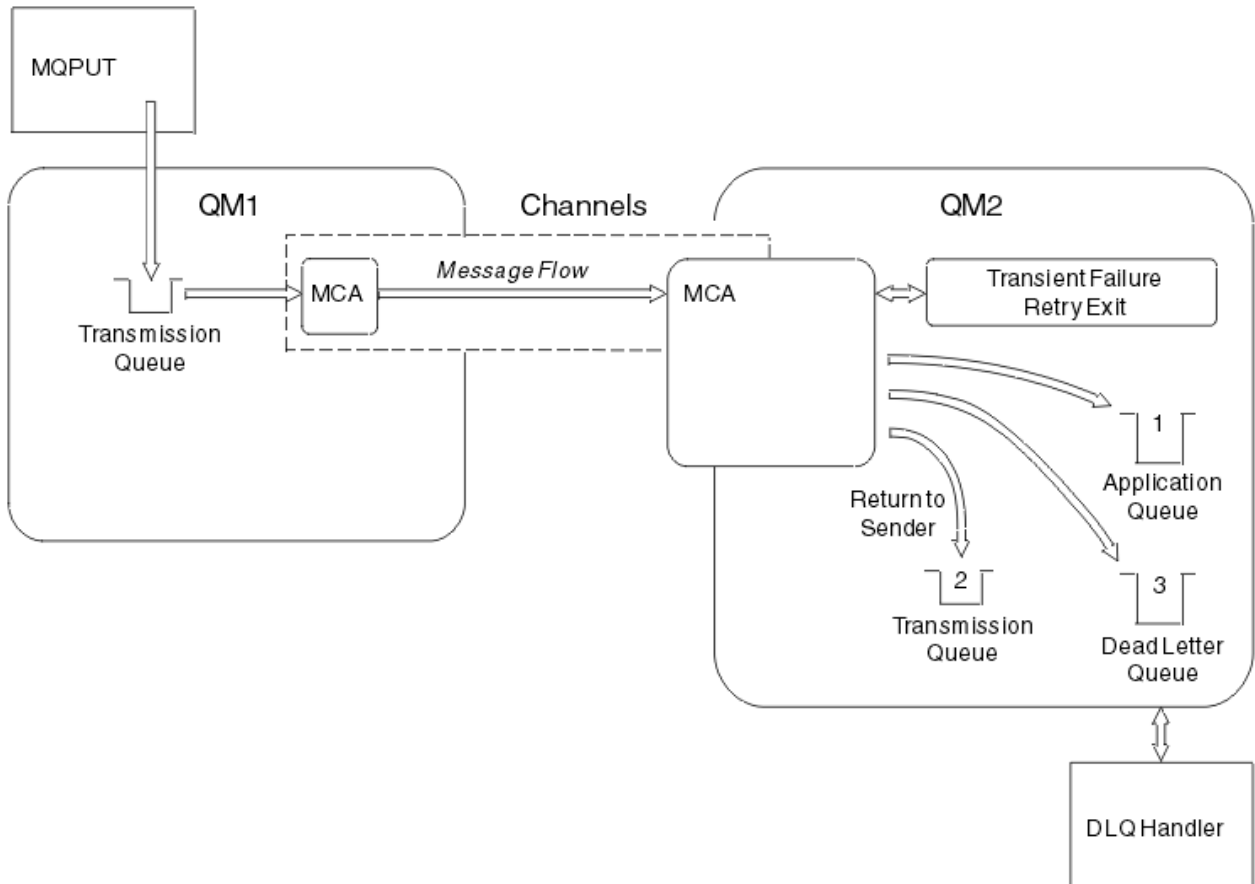 MQPUT
QM1
Channels
QM2
MCA
Message Flow
MCA
Transient Failure
Retry Exit
Transmission
Queue
1
Application
Queue
Return to
Sender
2
Transmission
Queue
3
Dead Letter
Queue
DLQ Handler